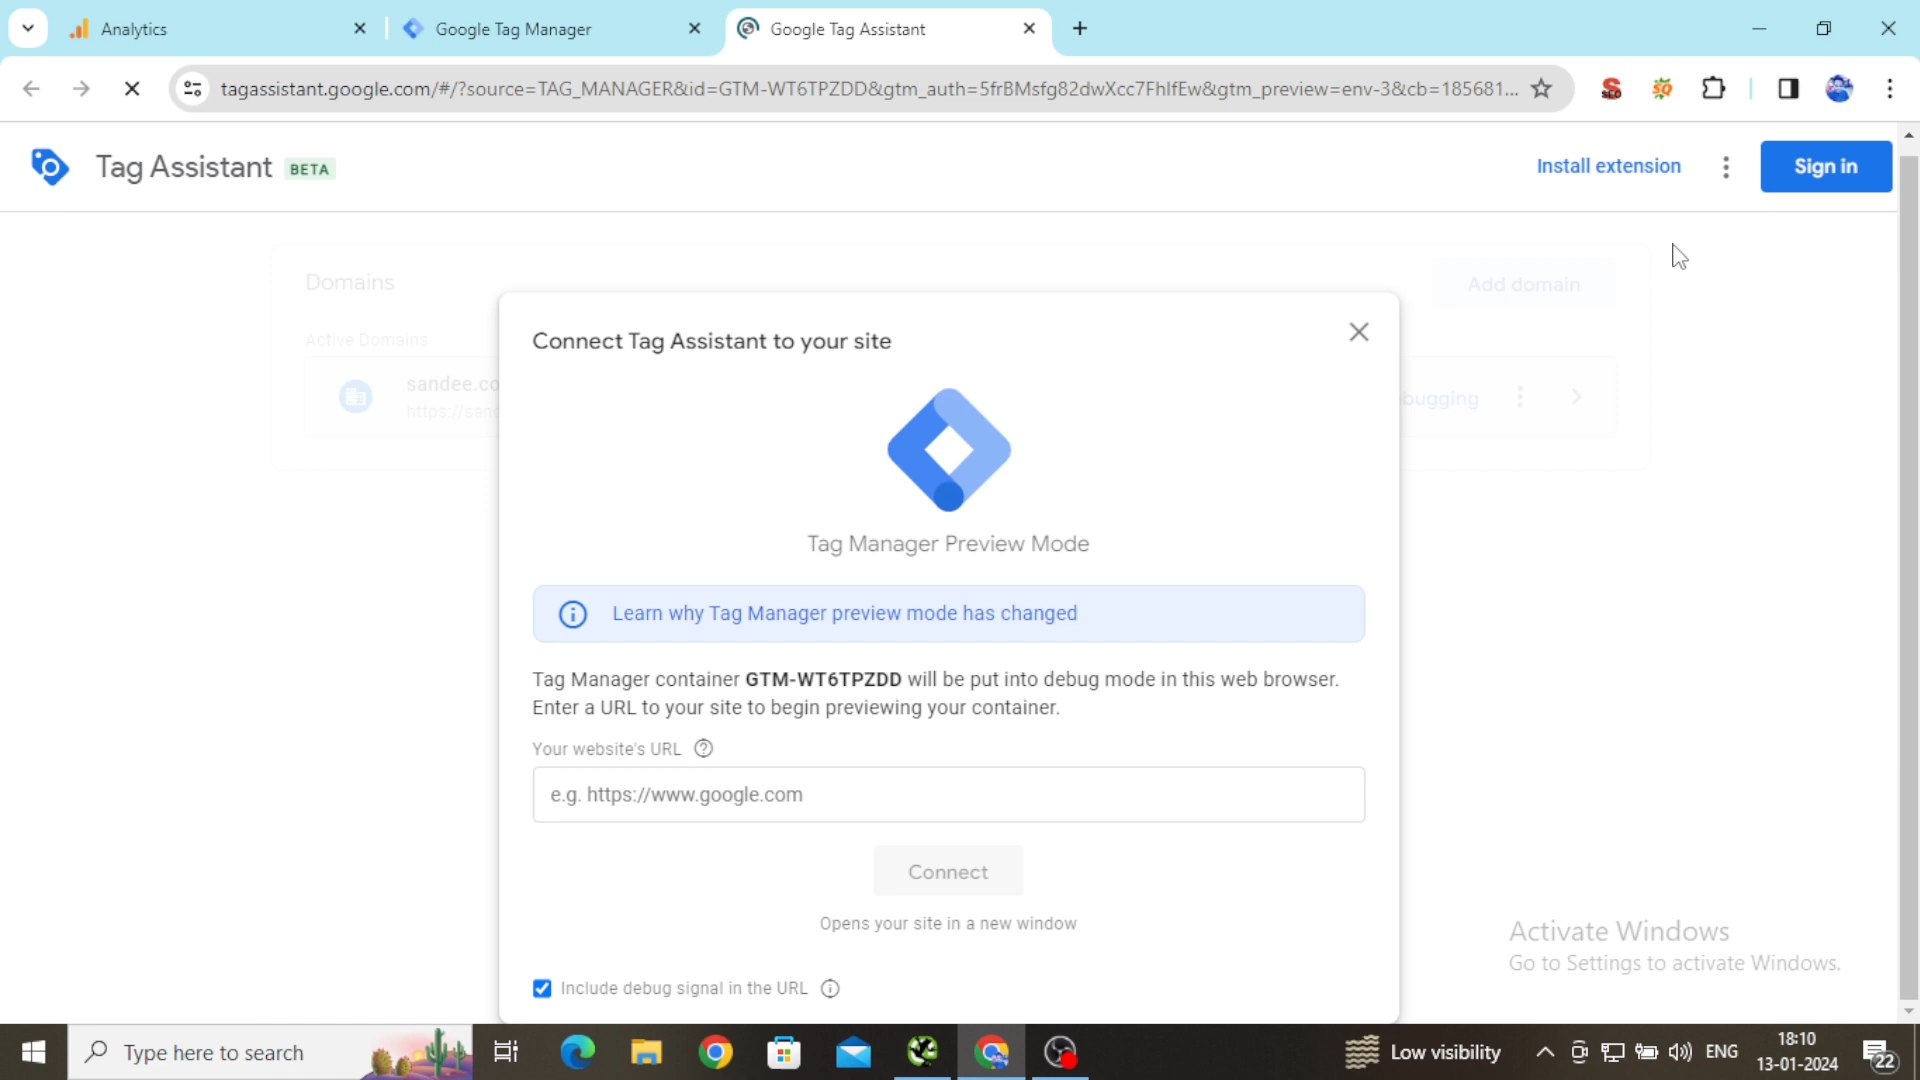 Analytics
Google Tag Manager
Google Tag Assistant
tagassistant.google.com/#/?source=TAG_MANAGER&id=GTM-WT6TPZDD&gtm_auth=5frBMsfg82dwXcc7FhIfEw&gtm_preview=env-3&cb=185681...
Tag Assistant BETA
Install extension
Sign in
Domains
Add domain
Active Domains
sandee.co
https://sand
bugging
Connect Tag Assistant to your site
Tag Manager Preview Mode
Learn why Tag Manager preview mode has changed
Tag Manager container GTM-WT6TPZDD will be put into debug mode in this web browser.
Enter a URL to your site to begin previewing your container.
Your website's URL
e.g. https://www.google.com
Connect
Opens your site in a new window
Include debug signal in the URL
Activate Windows
Go to Settings to activate Windows.
Type here to search
Low visibility
ENG
18:10
13-01-2024
22